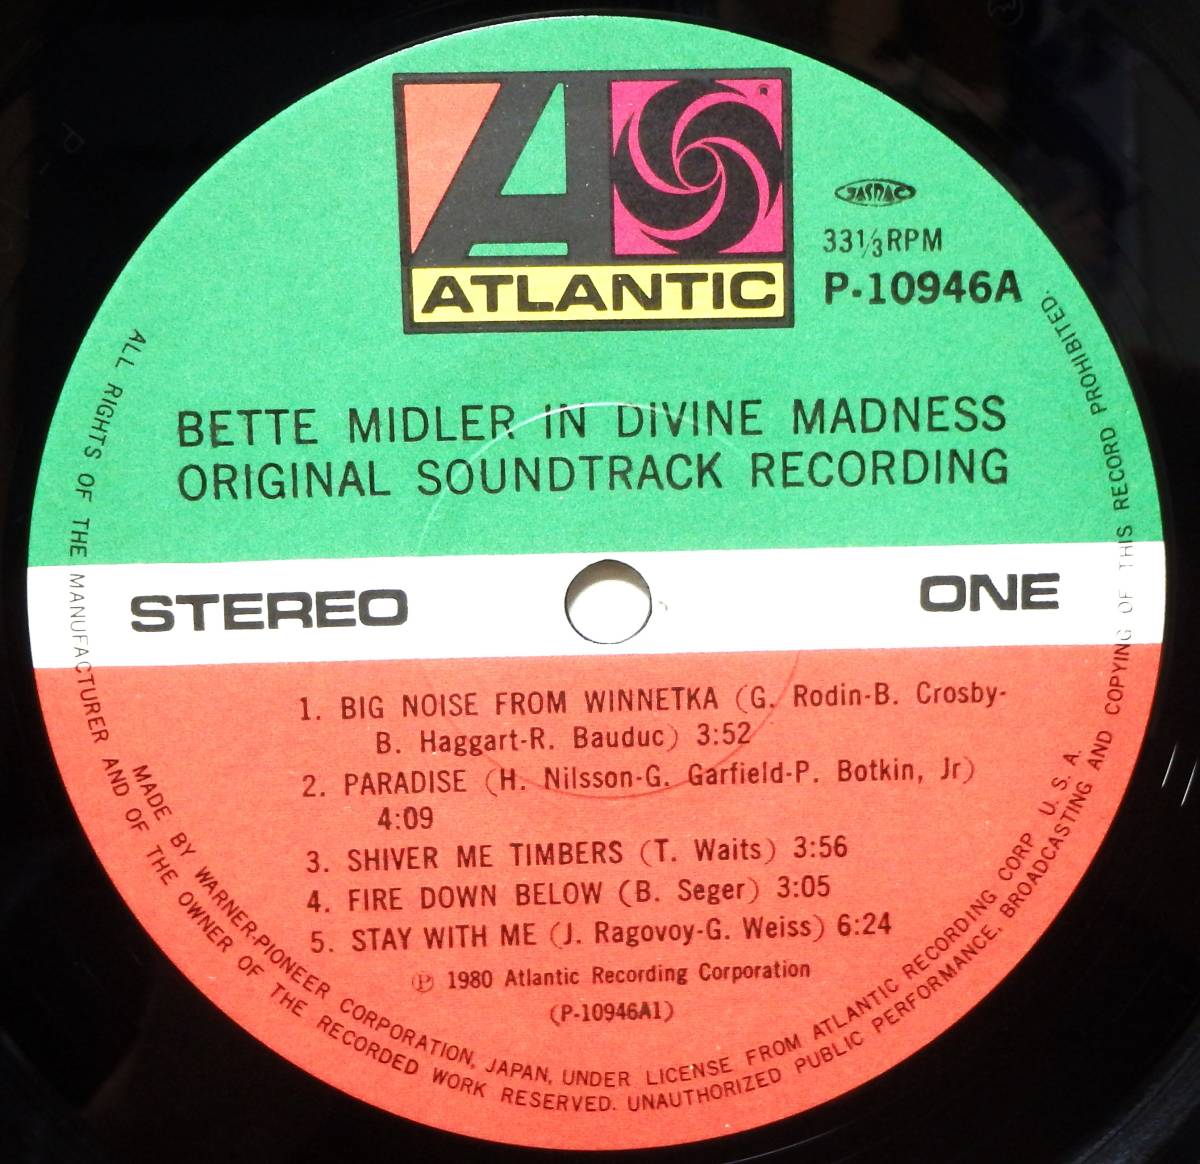 ATLANTIC
®
JASRAC
33 1/3 RPM
P-10946A
BETTE MIDLER IN DIVINE MADNESS
ORIGINAL SOUNDTRACK RECORDING
STEREO
ONE
1. BIG NOISE FROM WINNETKA (G. Rodin-B. Crosby-
B. Haggart-R. Bauduc) 3:52
2. PARADISE (H. Nilsson-G. Garfield-P. Botkin, Jr)
4:09
3. SHIVER ME TIMBERS (T. Waits) 3:56
4. FIRE DOWN BELOW (B. Seger) 3:05
5. STAY WITH ME (J. Ragovoy-G. Weiss) 6:24
℗ 1980 Atlantic Recording Corporation
(P-10946A1)
MADE BY WARNER-PIONEER CORPORATION, JAPAN, UNDER LICENSE FROM ATLANTIC RECORDING CORP. U. S. A.
ALL RIGHTS OF THE MANUFACTURER AND OF THE OWNER OF THE RECORDED WORK RESERVED. UNAUTHORIZED PUBLIC PERFORMANCE, BROADCASTING AND COPYING OF THIS RECORD PROHIBITED.